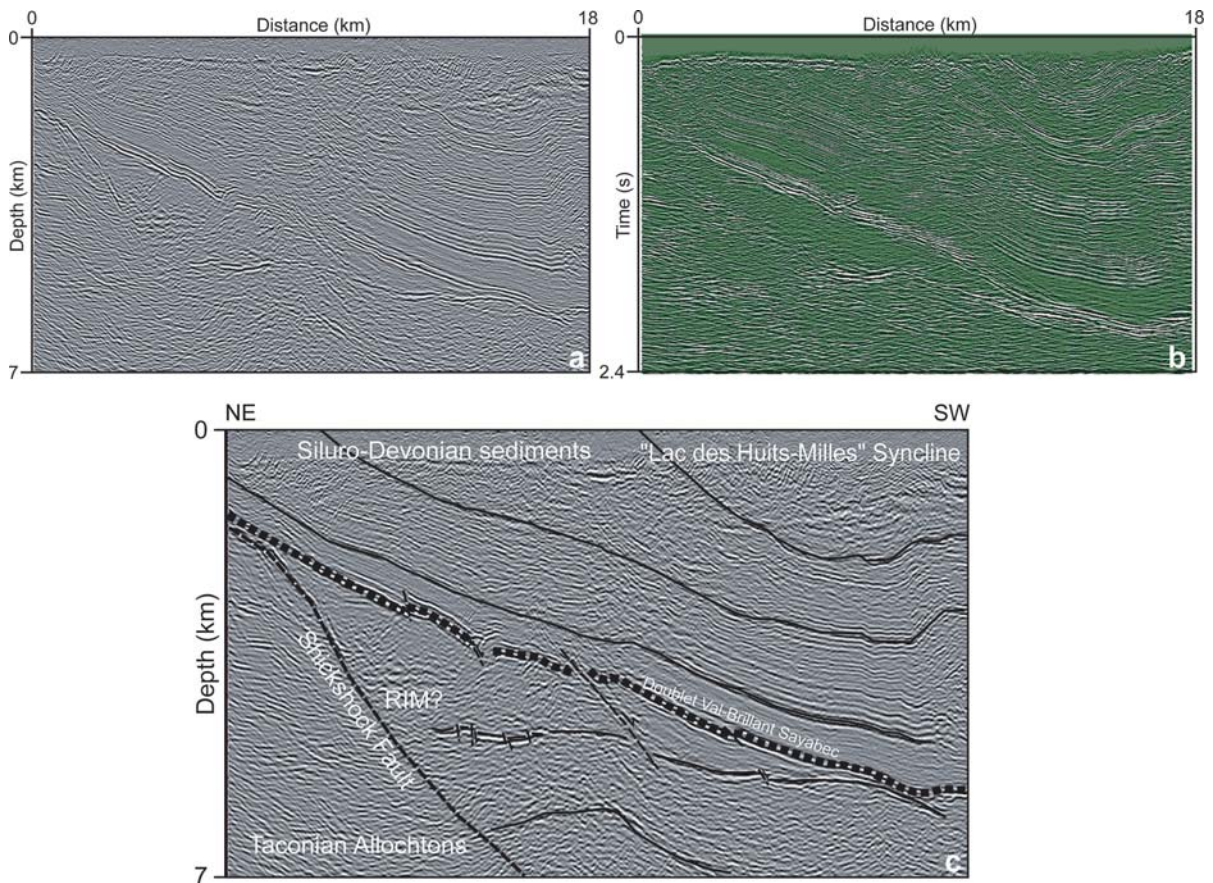 0 Distance (km) 18
0
Depth (km)
7
a
0 Distance (km) 18
0
Time (s)
2.4
b
NE SW
0
Siluro-Devonian sediments "Lac des Huits-Milles" Syncline
Depth (km)
Doublet Val-Brillant Sayabec
Shickshock Fault
RIM?
Taconian Allochtons
7
c